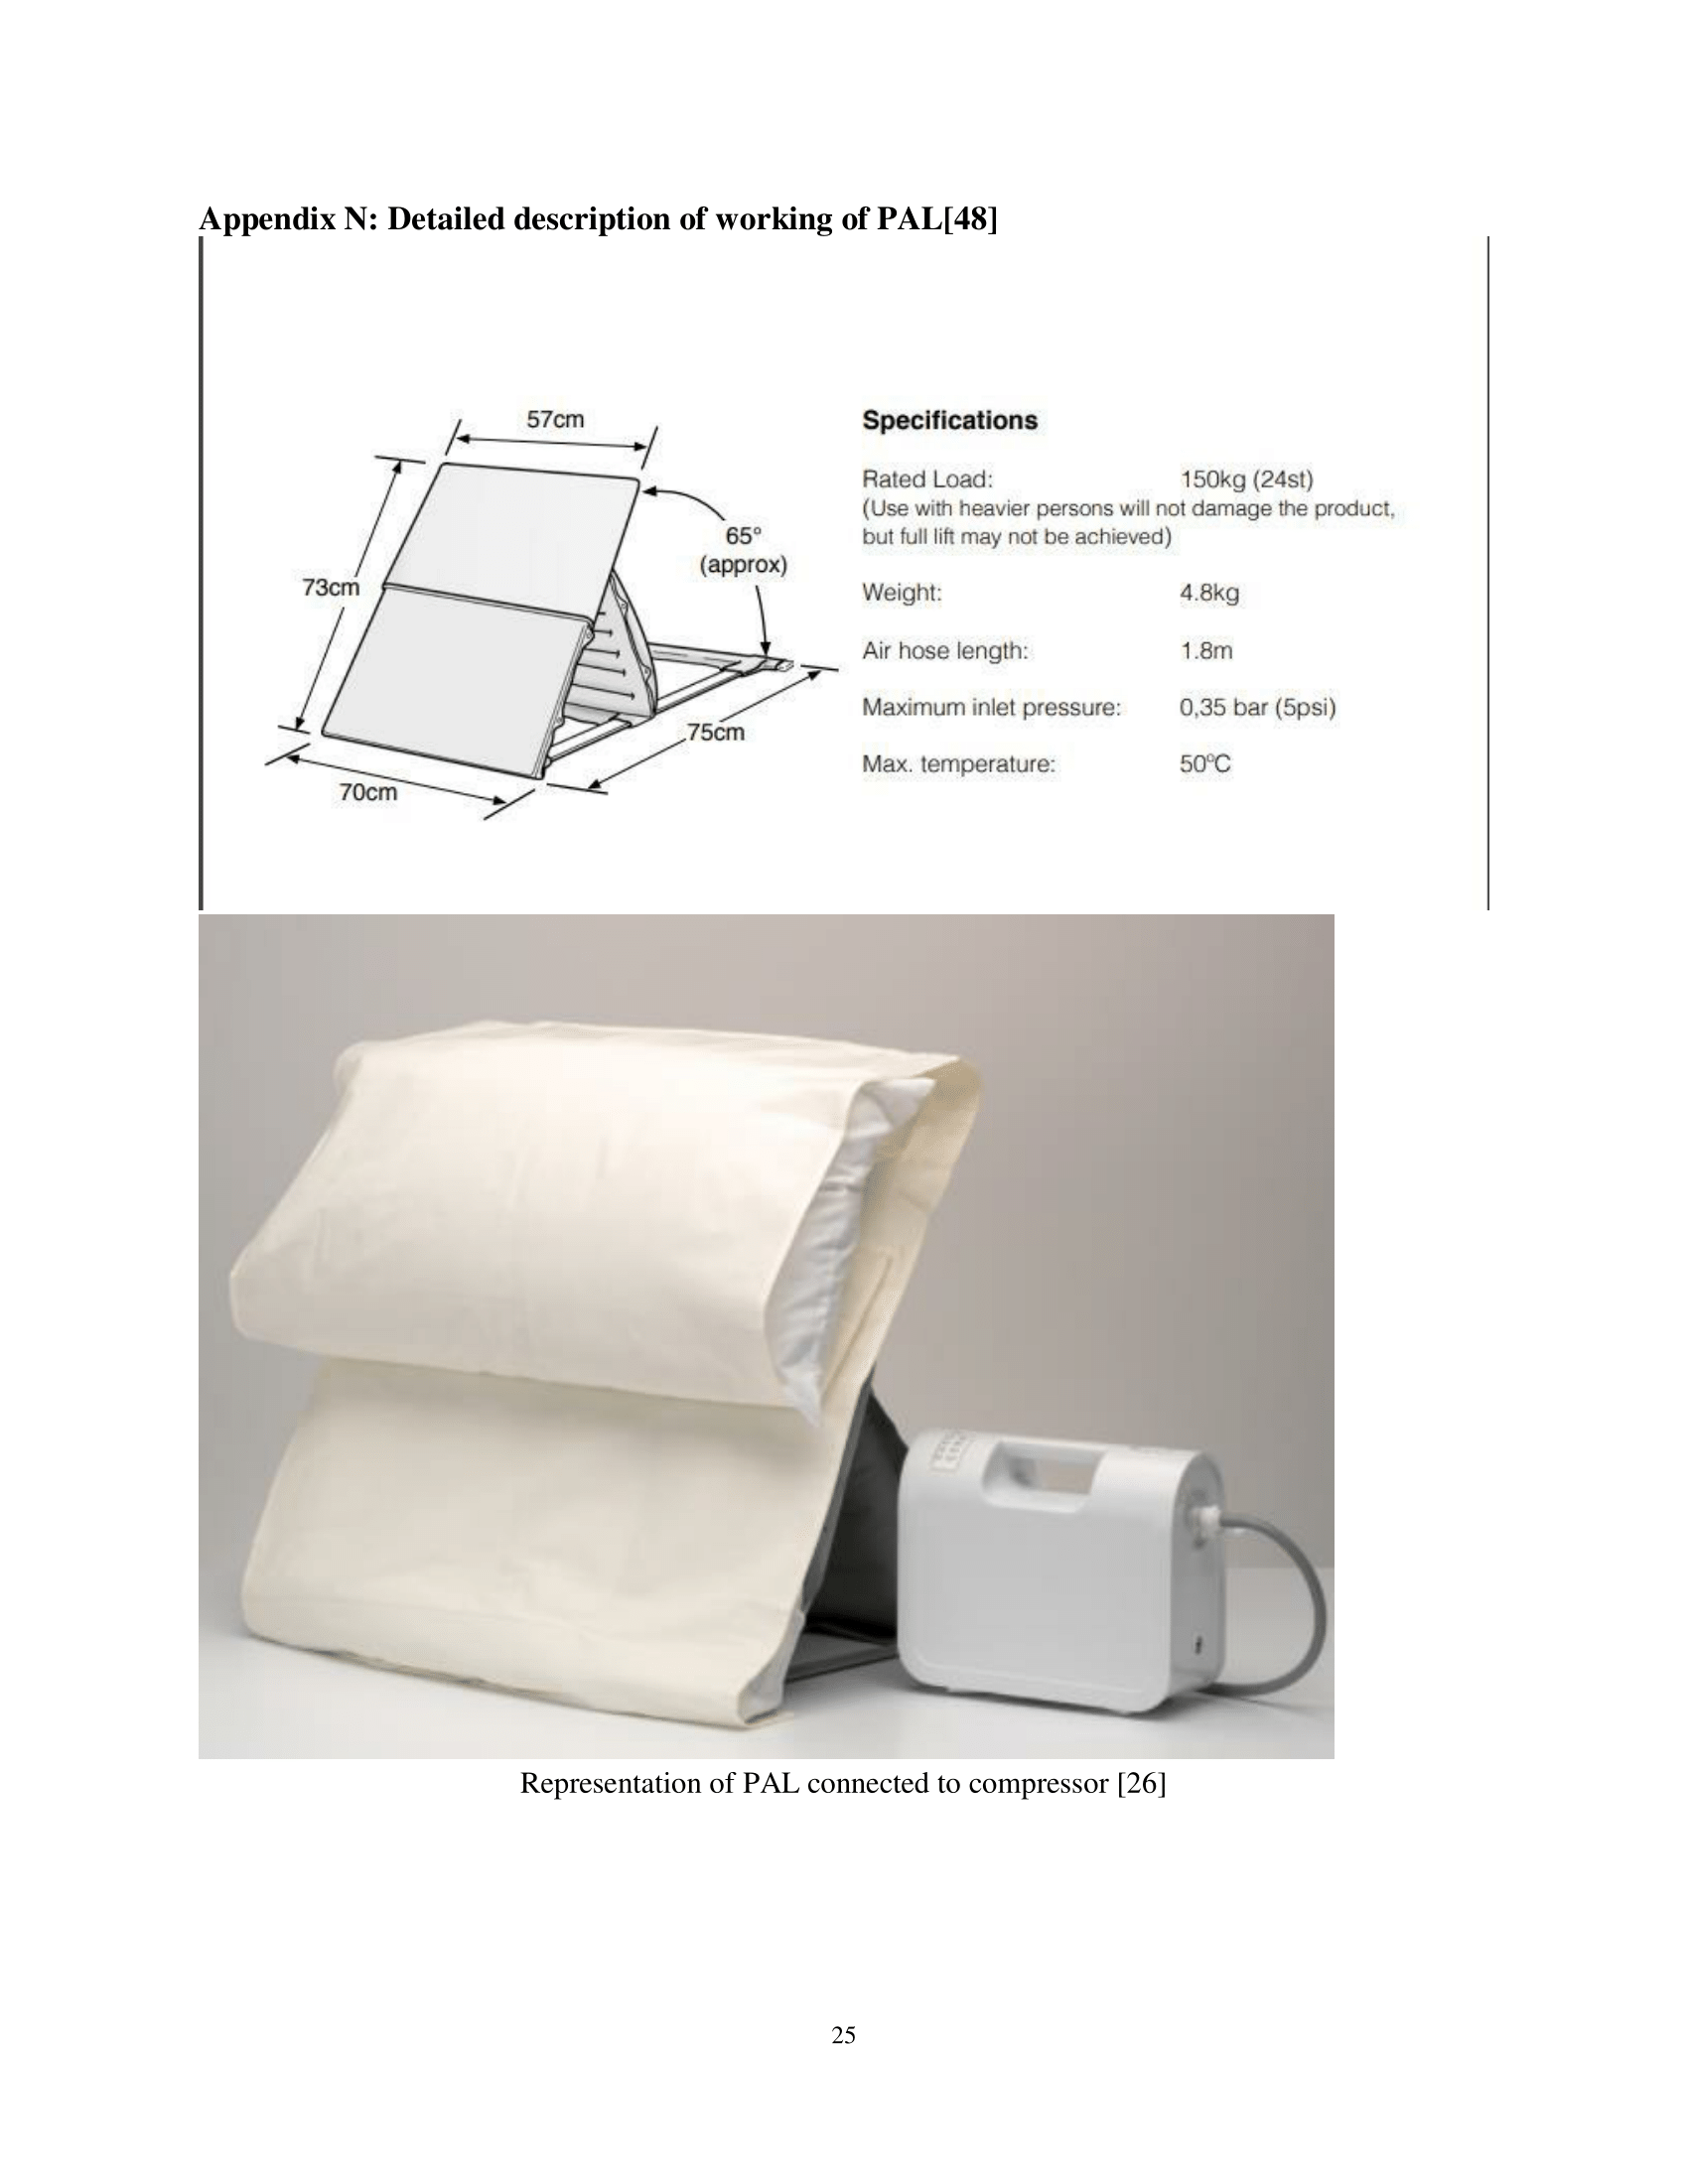 Appendix N: Detailed description of working of PAL[48]
57cm
65°
(approx)
73cm
75cm
70cm
Specifications
Rated Load: 150kg (24st)
(Use with heavier persons will not damage the product,
but full lift may not be achieved)
Weight: 4.8kg
Air hose length: 1.8m
Maximum inlet pressure: 0,35 bar (5psi)
Max. temperature: 50ºC
Representation of PAL connected to compressor [26]
25